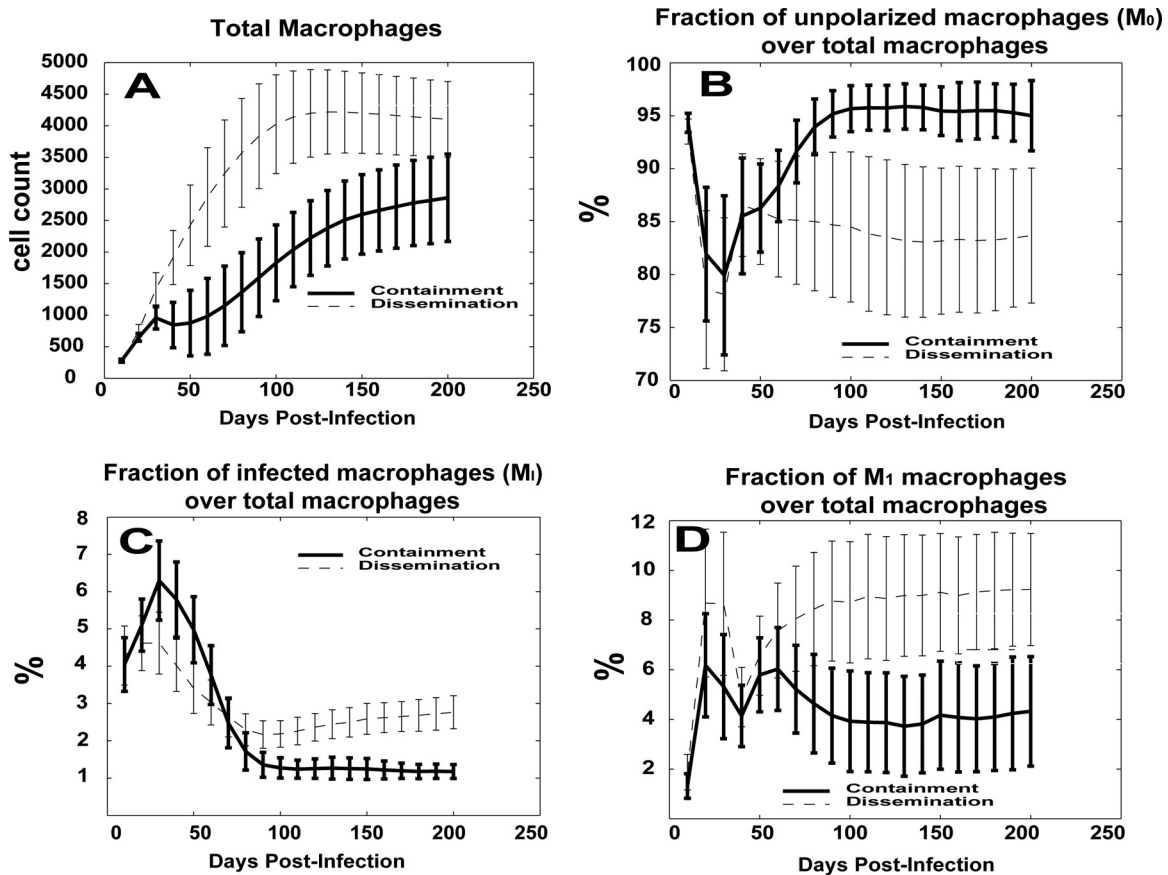 Total Macrophages
A
cell count
5000
4500
4000
3500
3000
2500
2000
1500
1000
500
0
Containment
Dissemination
0 50 100 150 200 250
Days Post-Infection
Fraction of unpolarized macrophages (M₀)
over total macrophages
B
%
100
95
90
85
80
75
70
Containment
Dissemination
0 50 100 150 200 250
Days Post-Infection
Fraction of infected macrophages (Mᵢ)
over total macrophages
C
%
8
7
6
5
4
3
2
1
Containment
Dissemination
0 50 100 150 200 250
Days Post-Infection
Fraction of M₁ macrophages
over total macrophages
D
%
12
10
8
6
4
2
Containment
Dissemination
0 50 100 150 200 250
Days Post-Infection